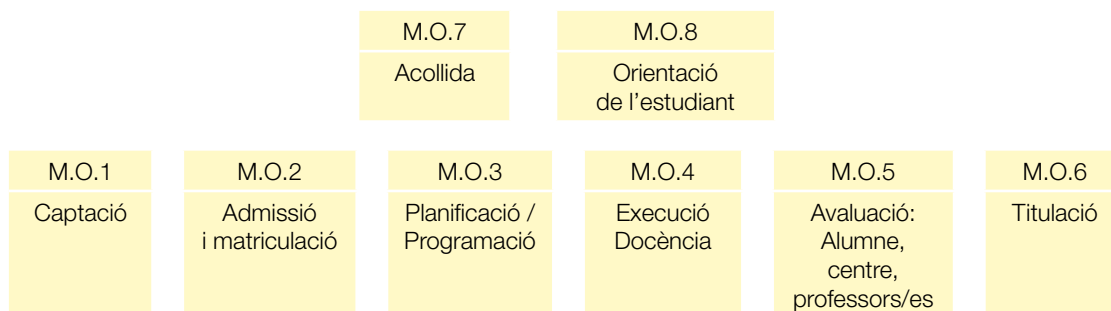 M.O.7
Acollida
M.O.8
Orientació
de l’estudiant
M.O.1
Captació
M.O.2
Admissió
i matriculació
M.O.3
Planificació /
Programació
M.O.4
Execució
Docència
M.O.5
Avaluació:
Alumne,
centre,
professors/es
M.O.6
Titulació